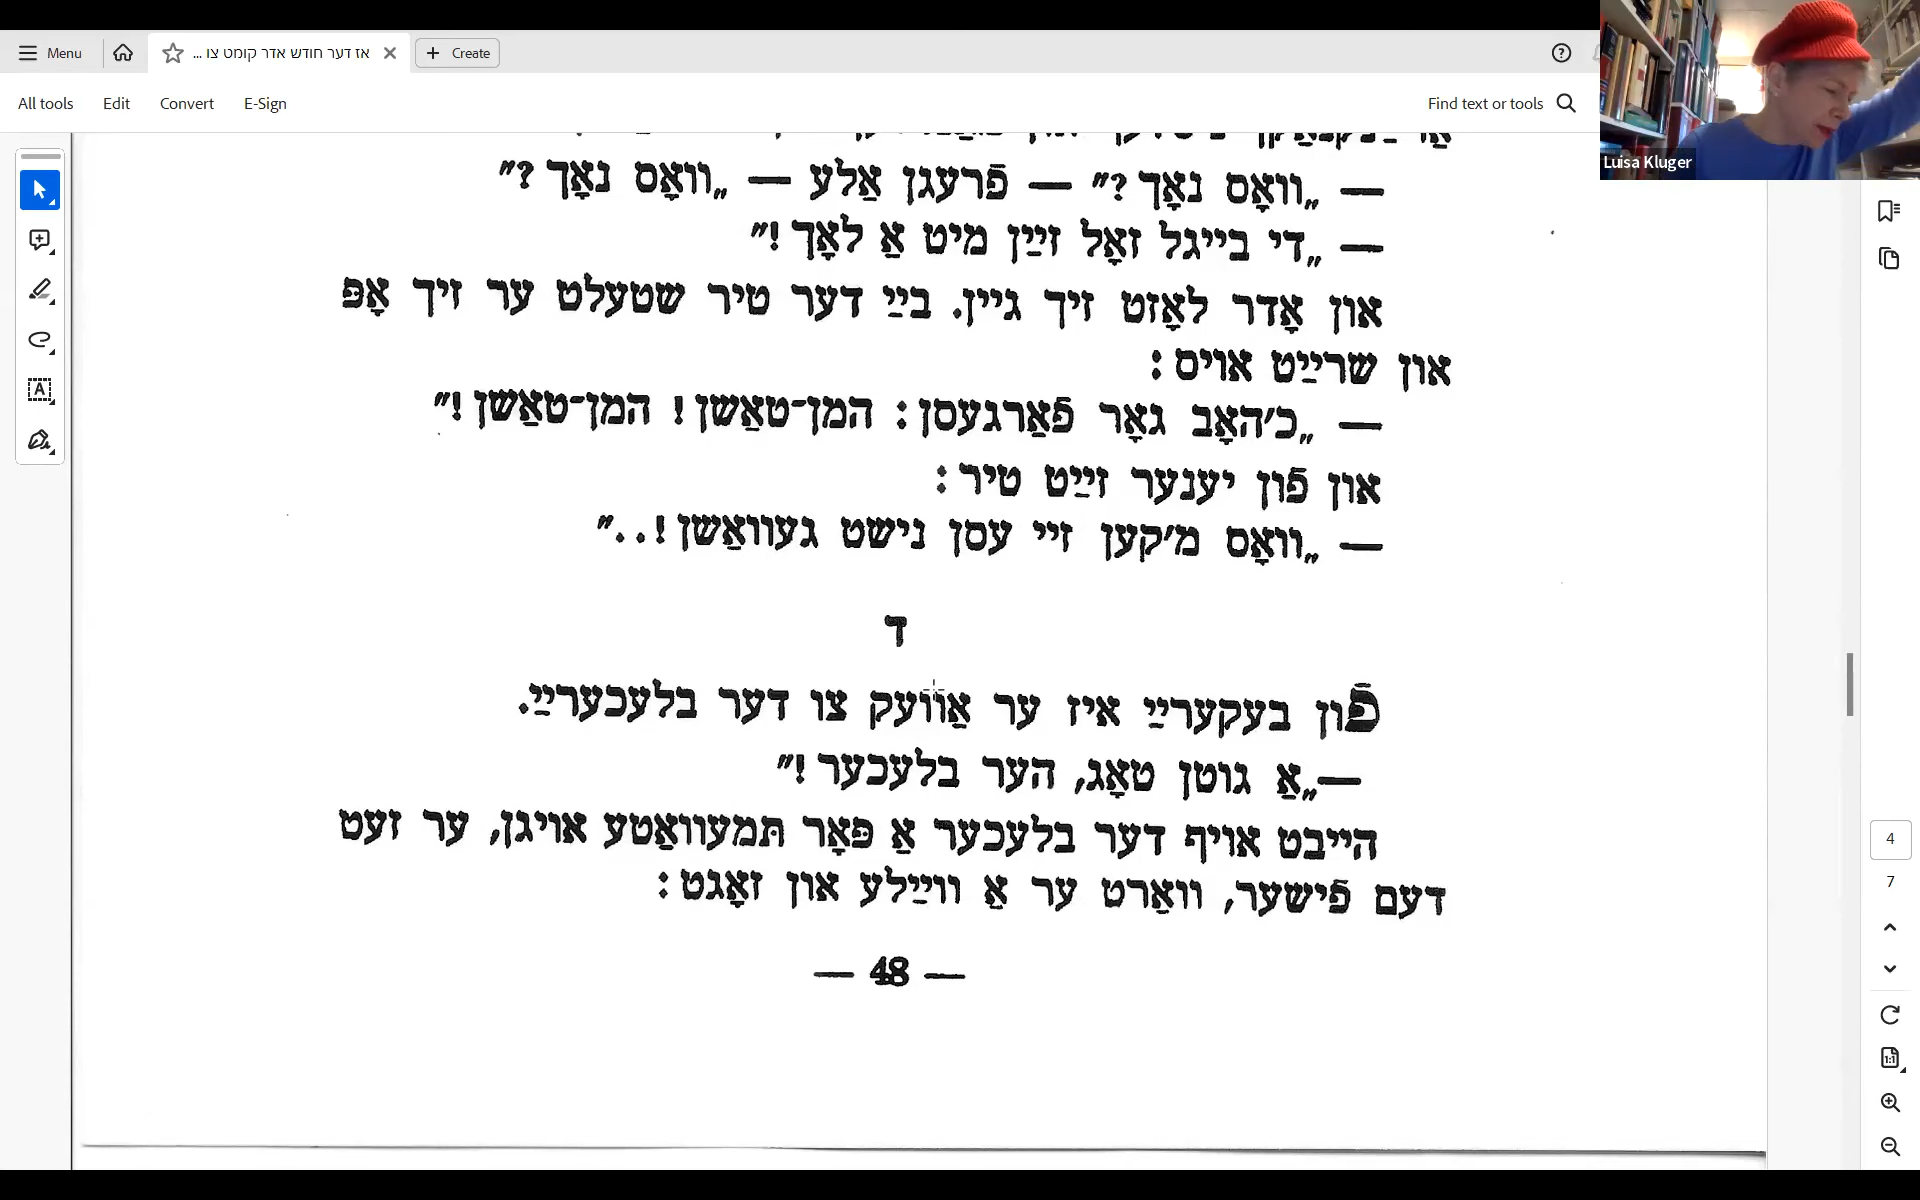 Menu
אז דער חודש אדר קומט צו ...
Create
All tools
Edit
Convert
E-Sign
Find text or tools
Luisa Kluger
— „וואָס נאָך?" — פֿרעגן אַלע — „וואָס נאָך?"
— „די בייגל זאָל זײַן מיט אַ לאָך!"
און אָדר לאָזט זיך גיין. בײַ דער טיר שטעלט ער זיך אָפּ
און שרײַט אויס:
— „כ'האָב גאָר פֿאַרגעסן: המן־טאַשן! המן־טאַשן!"
און פֿון יענער זײַט טיר:
— „וואָס מ'קען זיי עסן נישט געוואַשן!.."
ד
פֿון בעקערײַ איז ער אַוועק צו דער בלעכערײַ.
—„אַ גוטן טאָג, הער בלעכער!"
הייבט אויף דער בלעכער אַ פּאָר תּמעוואַטע אויגן, ער זעט
דעם פֿישער, וואַרט ער אַ ווײַלע און זאָגט:
— 48 —
4
7